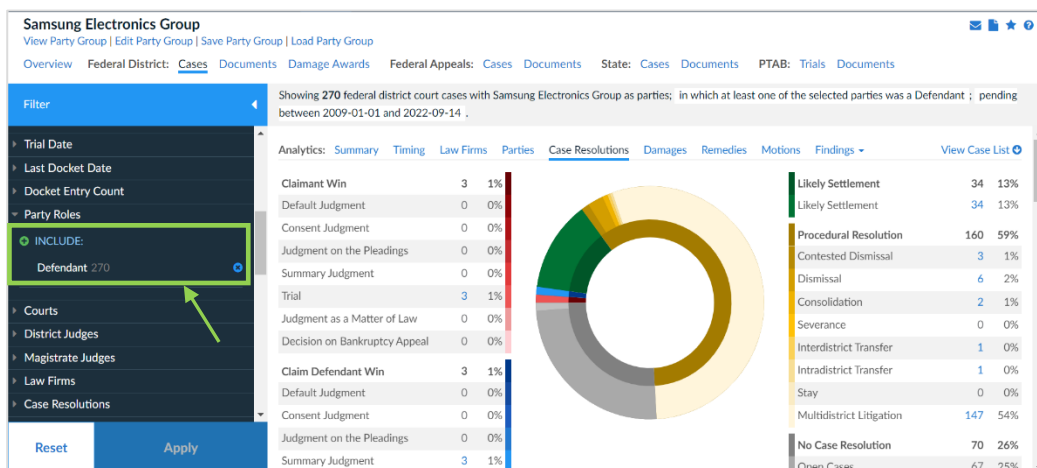 Samsung Electronics Group
View Party Group | Edit Party Group | Save Party Group | Load Party Group
Overview Federal District: Cases Documents Damage Awards Federal Appeals: Cases Documents State: Cases Documents PTAB: Trials Documents
Filter
Trial Date
Last Docket Date
Docket Entry Count
Party Roles
INCLUDE:
Defendant 270
Courts
District Judges
Magistrate Judges
Law Firms
Case Resolutions
Reset Apply
Showing 270 federal district court cases with Samsung Electronics Group as parties; in which at least one of the selected parties was a Defendant ; pending
between 2009-01-01 and 2022-09-14 .
Analytics: Summary Timing Law Firms Parties Case Resolutions Damages Remedies Motions Findings View Case List
Claimant Win 3 1%
Default Judgment 0 0%
Consent Judgment 0 0%
Judgment on the Pleadings 0 0%
Summary Judgment 0 0%
Trial 3 1%
Judgment as a Matter of Law 0 0%
Decision on Bankruptcy Appeal 0 0%
Claim Defendant Win 3 1%
Default Judgment 0 0%
Consent Judgment 0 0%
Judgment on the Pleadings 0 0%
Summary Judgment 3 1%
Likely Settlement 34 13%
Likely Settlement 34 13%
Procedural Resolution 160 59%
Contested Dismissal 3 1%
Dismissal 6 2%
Consolidation 2 1%
Severance 0 0%
Interdistrict Transfer 1 0%
Intradistrict Transfer 1 0%
Stay 0 0%
Multidistrict Litigation 147 54%
No Case Resolution 70 26%
Open Cases 67 25%